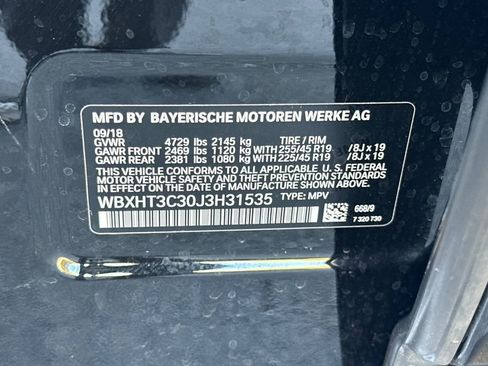 MFD BY BAYERISCHE MOTOREN WERKE AG
09/18
GVWR 4729 lbs 2145 kg TIRE / RIM
GAWR FRONT 2469 lbs 1120 kg WITH 255/45 R19 /8J x 19
GAWR REAR 2381 lbs 1080 kg WITH 225/45 R19 /8J x 19
THIS VEHICLE CONFORMS TO ALL APPLICABLE U.S. FEDERAL
MOTOR VEHICLE SAFETY, BUMPER, AND THEFT PREVENTION
STANDARDS IN EFFECT ON THE DATE OF MANUFACTURE SHOWN ABOVE.
WBXHT3C30J3H31535 TYPE: MPV
668/9
7 320 730